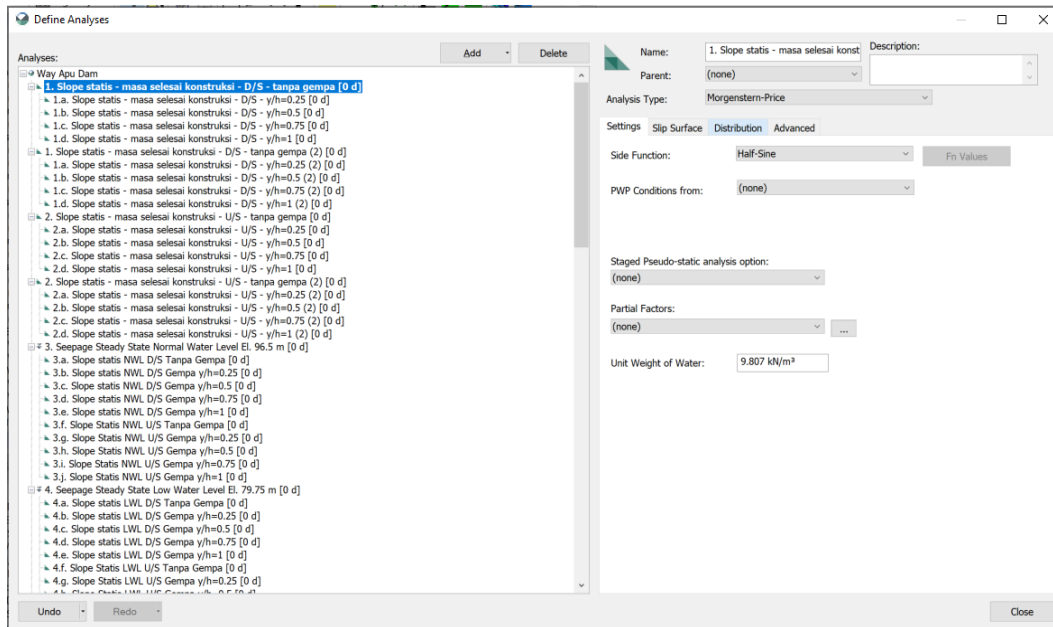 Define Analyses
Analyses:
Add
Delete
Way Apu Dam
1. Slope statis - masa selesai konstruksi - D/S - tanpa gempa [0 d]
1.a. Slope statis - masa selesai konstruksi - D/S - y/h=0.25 [0 d]
1.b. Slope statis - masa selesai konstruksi - D/S - y/h=0.5 [0 d]
1.c. Slope statis - masa selesai konstruksi - D/S - y/h=0.75 [0 d]
1.d. Slope statis - masa selesai konstruksi - D/S - y/h=1 [0 d]
1. Slope statis - masa selesai konstruksi - D/S - tanpa gempa (2) [0 d]
1.a. Slope statis - masa selesai konstruksi - D/S - y/h=0.25 (2) [0 d]
1.b. Slope statis - masa selesai konstruksi - D/S - y/h=0.5 (2) [0 d]
1.c. Slope statis - masa selesai konstruksi - D/S - y/h=0.75 (2) [0 d]
1.d. Slope statis - masa selesai konstruksi - D/S - y/h=1 (2) [0 d]
2. Slope statis - masa selesai konstruksi - U/S - tanpa gempa [0 d]
2.a. Slope statis - masa selesai konstruksi - U/S - y/h=0.25 [0 d]
2.b. Slope statis - masa selesai konstruksi - U/S - y/h=0.5 [0 d]
2.c. Slope statis - masa selesai konstruksi - U/S - y/h=0.75 [0 d]
2.d. Slope statis - masa selesai konstruksi - U/S - y/h=1 [0 d]
2. Slope statis - masa selesai konstruksi - U/S - tanpa gempa (2) [0 d]
2.a. Slope statis - masa selesai konstruksi - U/S - y/h=0.25 (2) [0 d]
2.b. Slope statis - masa selesai konstruksi - U/S - y/h=0.5 (2) [0 d]
2.c. Slope statis - masa selesai konstruksi - U/S - y/h=0.75 (2) [0 d]
2.d. Slope statis - masa selesai konstruksi - U/S - y/h=1 (2) [0 d]
3. Seepage Steady State Normal Water Level El. 96.5 m [0 d]
3.a. Slope statis NWL D/S Tanpa Gempa [0 d]
3.b. Slope statis NWL D/S Gempa y/h=0.25 [0 d]
3.c. Slope statis NWL D/S Gempa y/h=0.5 [0 d]
3.d. Slope statis NWL D/S Gempa y/h=0.75 [0 d]
3.e. Slope statis NWL D/S Gempa y/h=1 [0 d]
3.f. Slope Statis NWL U/S Tanpa Gempa [0 d]
3.g. Slope Statis NWL U/S Gempa y/h=0.25 [0 d]
3.h. Slope Statis NWL U/S Gempa y/h=0.5 [0 d]
3.i. Slope Statis NWL U/S Gempa y/h=0.75 [0 d]
3.j. Slope Statis NWL U/S Gempa y/h=1 [0 d]
4. Seepage Steady State Low Water Level El. 79.75 m [0 d]
4.a. Slope statis LWL D/S Tanpa Gempa [0 d]
4.b. Slope statis LWL D/S Gempa y/h=0.25 [0 d]
4.c. Slope statis LWL D/S Gempa y/h=0.5 [0 d]
4.d. Slope statis LWL D/S Gempa y/h=0.75 [0 d]
4.e. Slope statis LWL D/S Gempa y/h=1 [0 d]
4.f. Slope Statis LWL U/S Tanpa Gempa [0 d]
4.g. Slope Statis LWL U/S Gempa y/h=0.25 [0 d]
Undo
Redo
Name:
1. Slope statis - masa selesai konst
Description:
Parent:
(none)
Analysis Type:
Morgenstern-Price
Settings Slip Surface Distribution Advanced
Side Function:
Half-Sine
Fn Values
PWP Conditions from:
(none)
Staged Pseudo-static analysis option:
(none)
Partial Factors:
(none)
...
Unit Weight of Water:
9.807 kN/m³
Close